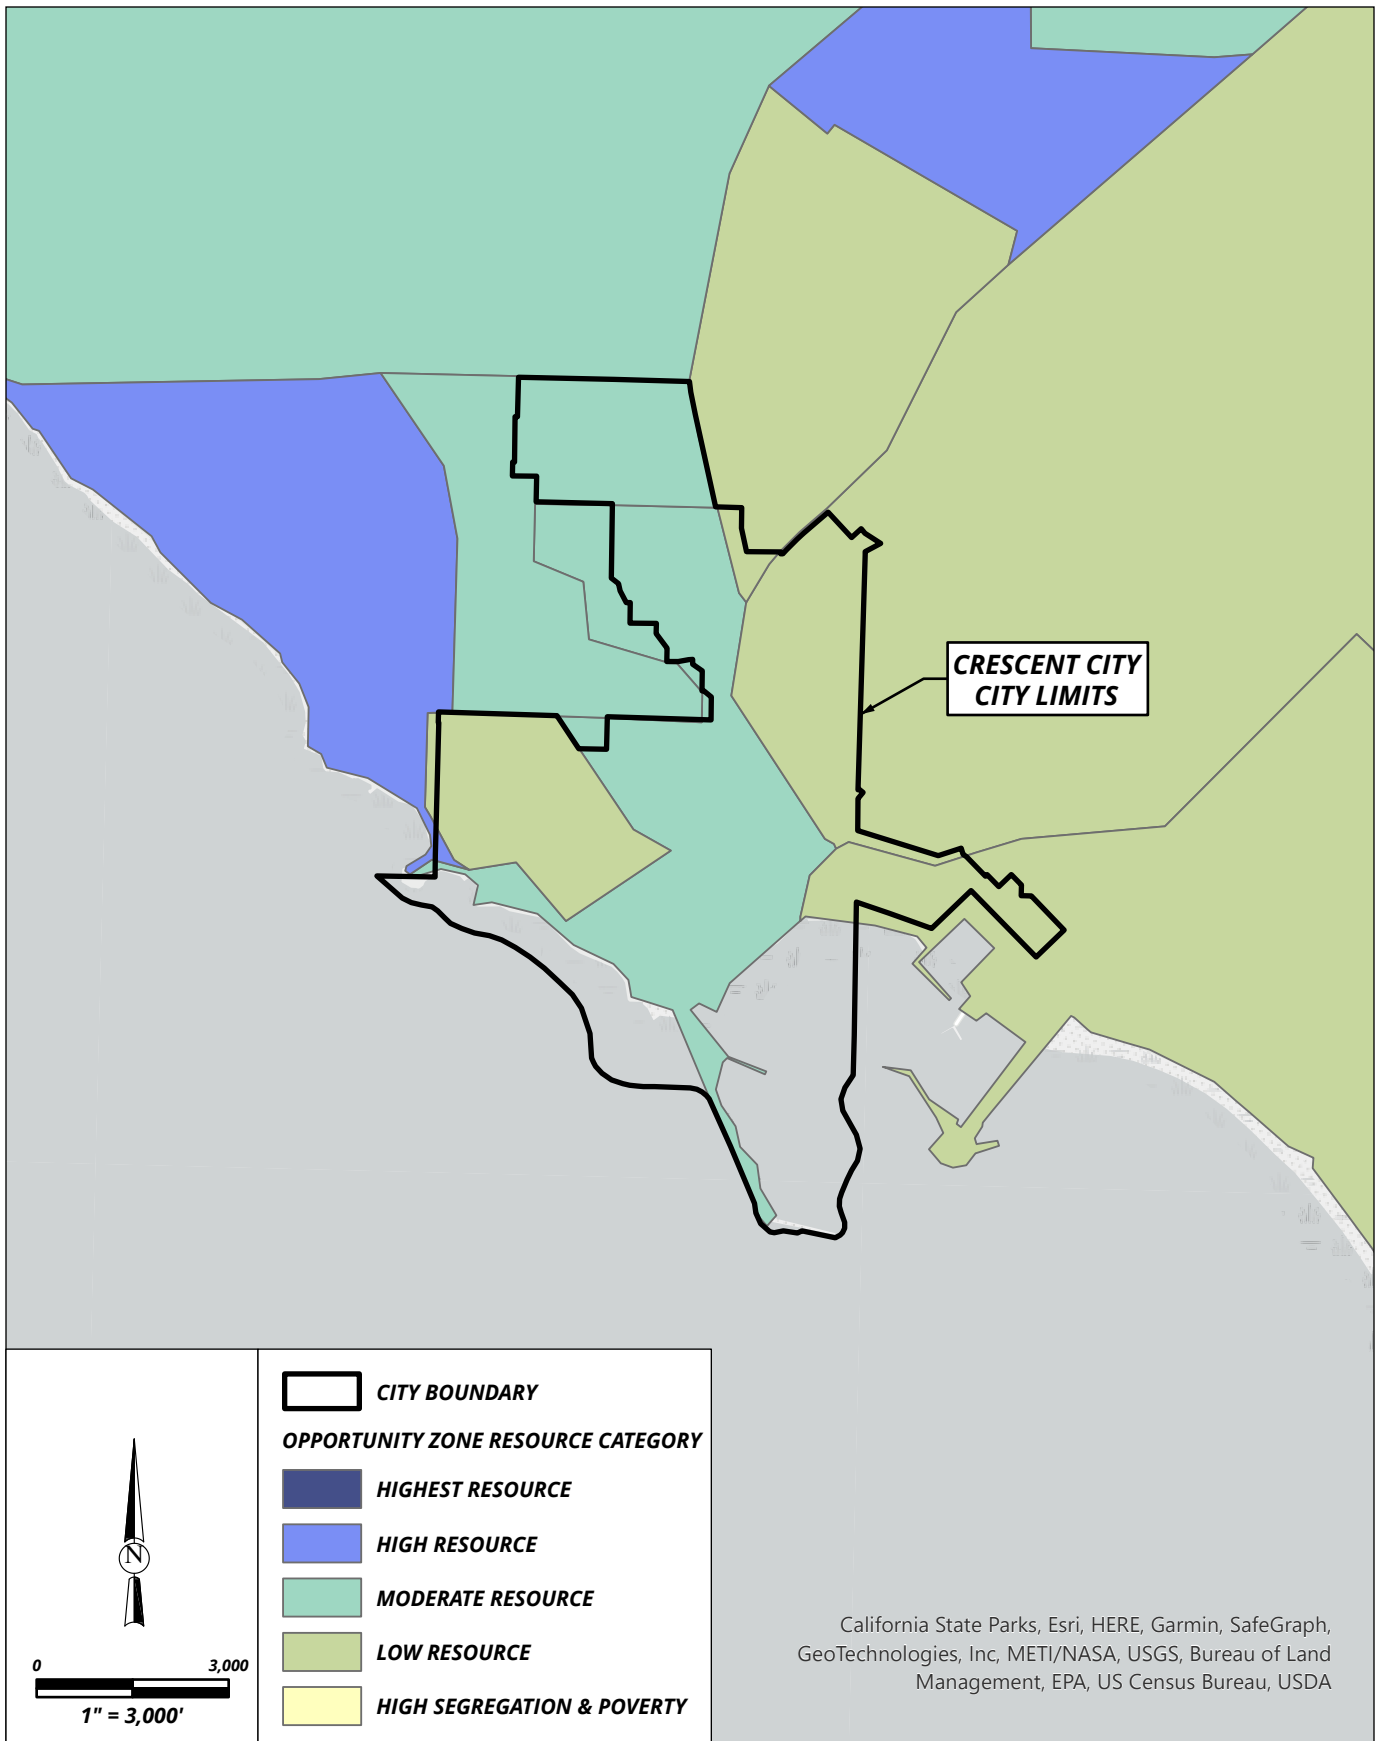 CRESCENT CITY
CITY LIMITS
CITY BOUNDARY
OPPORTUNITY ZONE RESOURCE CATEGORY
HIGHEST RESOURCE
HIGH RESOURCE
MODERATE RESOURCE
LOW RESOURCE
HIGH SEGREGATION & POVERTY
N
0 3,000
1" = 3,000'
California State Parks, Esri, HERE, Garmin, SafeGraph,
GeoTechnologies, Inc, METI/NASA, USGS, Bureau of Land
Management, EPA, US Census Bureau, USDA